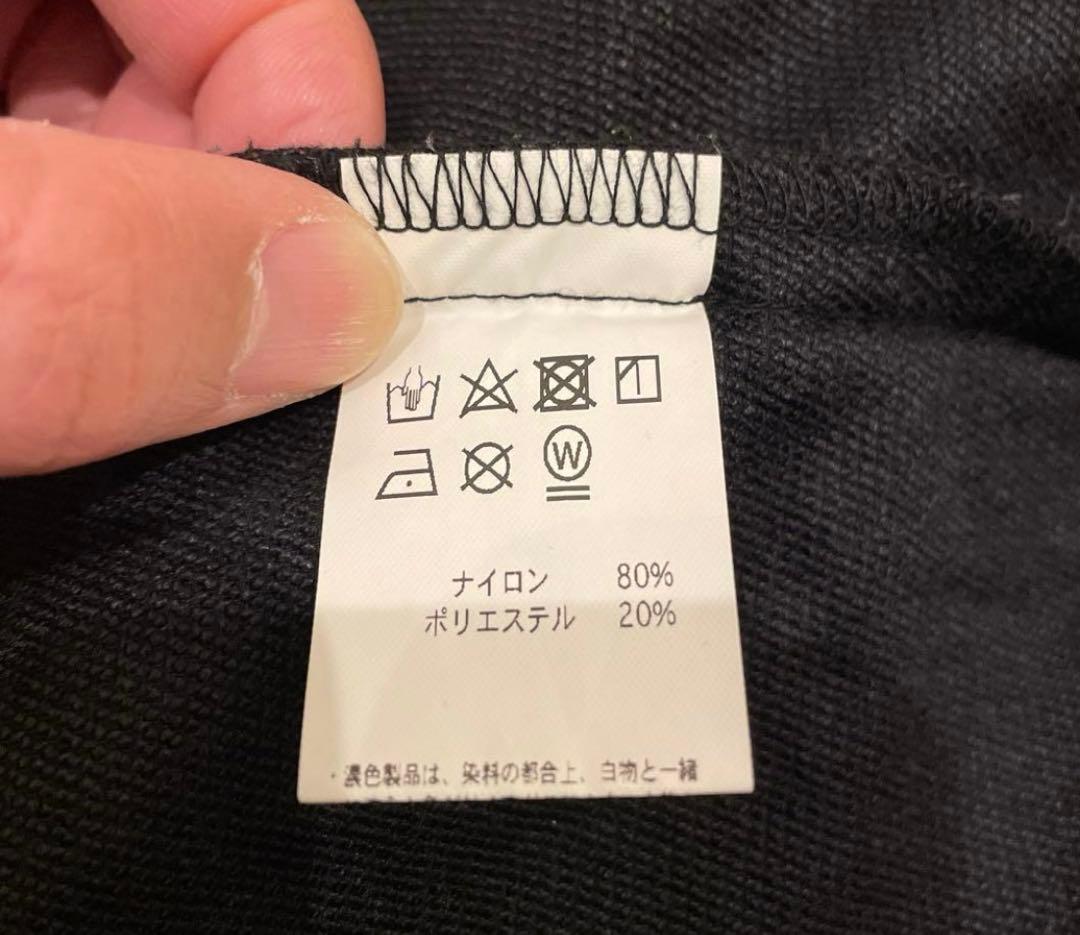 W
ナイロン 80%
ポリエステル 20%
・濃色製品は、染料の都合上、白物と一緒